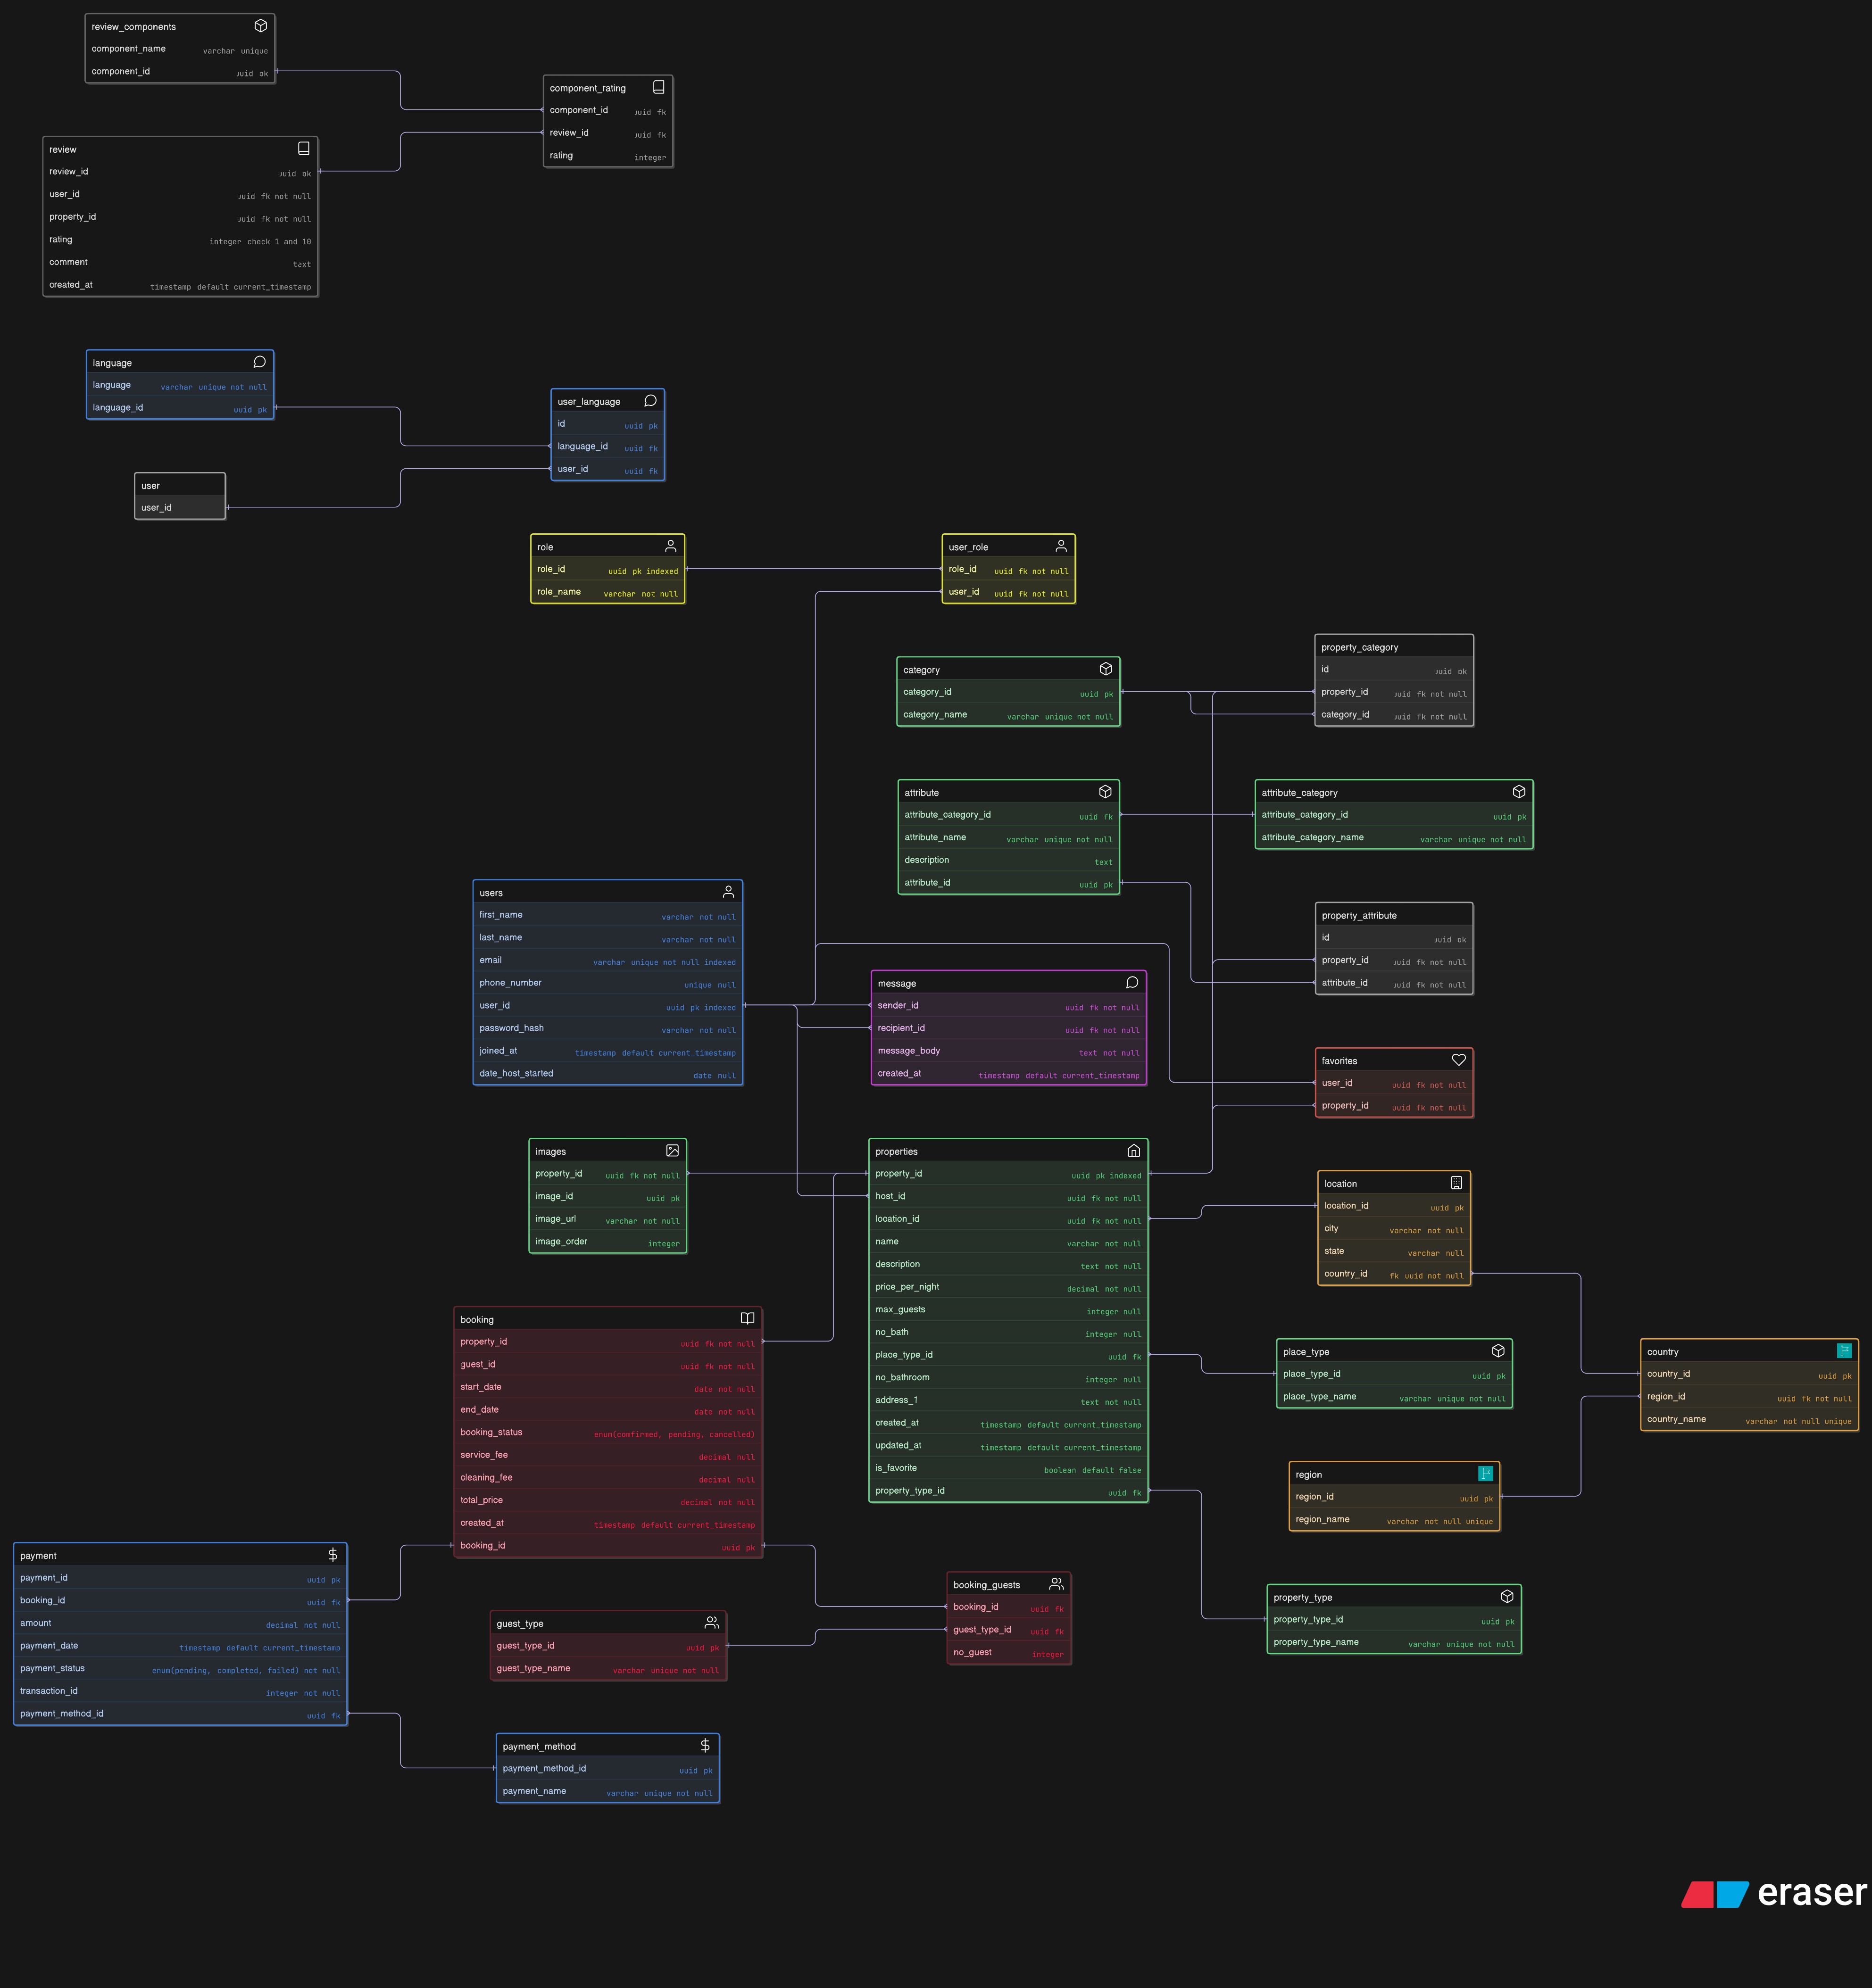 review_components
component_name varchar unique
component_id uuid pk
component_rating
component_id uuid fk
review_id uuid fk
rating integer
review
review_id uuid pk
user_id uuid fk not null
property_id uuid fk not null
rating integer check 1 and 10
comment text
created_at timestamp default current_timestamp
language
language varchar unique not null
language_id uuid pk
user_language
id uuid pk
language_id uuid fk
user_id uuid fk
user
user_id
role
role_id uuid pk indexed
role_name varchar not null
user_role
role_id uuid fk not null
user_id uuid fk not null
property_category
id uuid pk
property_id uuid fk not null
category_id uuid fk not null
category
category_id uuid pk
category_name varchar unique not null
attribute
attribute_category_id uuid fk
attribute_name varchar unique not null
description text
attribute_id uuid pk
attribute_category
attribute_category_id uuid pk
attribute_category_name varchar unique not null
users
first_name varchar not null
last_name varchar not null
email varchar unique not null indexed
phone_number unique null
user_id uuid pk indexed
password_hash varchar not null
joined_at timestamp default current_timestamp
date_host_started date null
property_attribute
id uuid pk
property_id uuid fk not null
attribute_id uuid fk not null
message
sender_id uuid fk not null
recipient_id uuid fk not null
message_body text not null
created_at timestamp default current_timestamp
favorites
user_id uuid fk not null
property_id uuid fk not null
images
property_id uuid fk not null
image_id uuid pk
image_url varchar not null
image_order integer
properties
property_id uuid pk indexed
host_id uuid fk not null
location_id uuid fk not null
name varchar not null
description text not null
price_per_night decimal not null
max_guests integer null
no_bath integer null
place_type_id uuid fk
no_bathroom integer null
address_1 text not null
created_at timestamp default current_timestamp
updated_at timestamp default current_timestamp
is_favorite boolean default false
property_type_id uuid fk
location
location_id uuid pk
city varchar not null
state varchar null
country_id fk uuid not null
booking
property_id uuid fk not null
guest_id uuid fk not null
start_date date not null
end_date date not null
booking_status enum(comfirmed, pending, cancelled)
service_fee decimal null
cleaning_fee decimal null
total_price decimal not null
created_at timestamp default current_timestamp
booking_id uuid pk
place_type
place_type_id uuid pk
place_type_name varchar unique not null
country
country_id uuid pk
region_id uuid fk not null
country_name varchar not null unique
region
region_id uuid pk
region_name varchar not null unique
payment
payment_id uuid pk
booking_id uuid fk
amount decimal not null
payment_date timestamp default current_timestamp
payment_status enum(pending, completed, failed) not null
transaction_id integer not null
payment_method_id uuid fk
booking_guests
booking_id uuid fk
guest_type_id uuid fk
no_guest integer
property_type
property_type_id uuid pk
property_type_name varchar unique not null
guest_type
guest_type_id uuid pk
guest_type_name varchar unique not null
payment_method
payment_method_id uuid pk
payment_name varchar unique not null
eraser